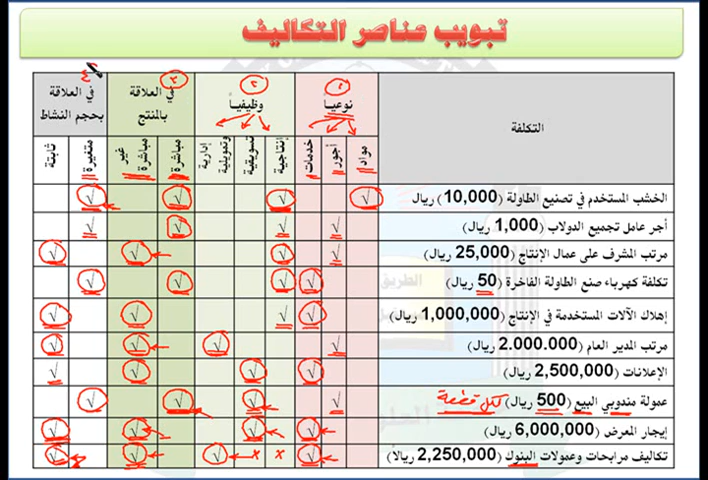 تبويب عناصر التكاليف
التكلفة
١
نوعياً
٢
وظيفياً
٣
في العلاقة بالمنتج
٤
في العلاقة بحجم النشاط
مواد
أجور
خدمات
إنتاجية
تسويقية
إدارية وتمويلية
مباشرة
غير مباشرة
متغيرة
ثابتة
الخشب المستخدم في تصنيع الطاولة (10,000) ريال √ √ √ √
أجر عامل تجميع الدولاب (1,000 ريال) √ √ √ √
مرتب المشرف على عمال الإنتاج (25,000 ريال) √ √ √ √
تكلفة كهرباء صنع الطاولة الفاخرة (50 ريال) √ √ √ √
إهلاك الآلات المستخدمة في الإنتاج (1,000,000 ريال) √ √ √ √
مرتب المدير العام (2.000.000 ريال) √ √ √ √
الإعلانات (2,500,000 ريال) √ √ √ √
عمولة مندوبي البيع (500 ريال) لكل قطعة √ √ √ √
إيجار المعرض (6,000,000 ريال) √ √ √ √
تكاليف مرابحات وعمولات البنوك (2,250,000 ريالا) √ × × √ √ √